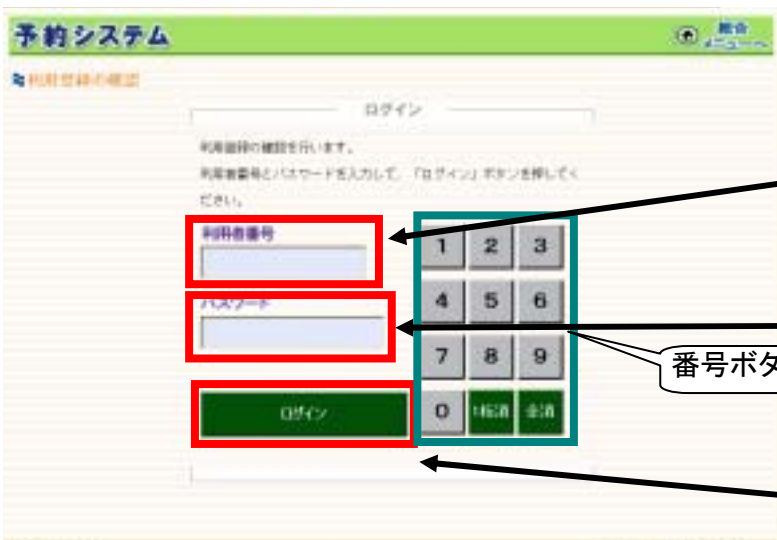 予約システム
総合
メニューへ
利用登録の確認
ログイン
利用登録の確認を行います。
利用者番号とパスワードを入力して、「ログイン」ボタンを押してく
ださい。
利用者番号
パスワード
1 2 3
4 5 6
7 8 9
ログイン 0 1桁消 全消
番号ボタ